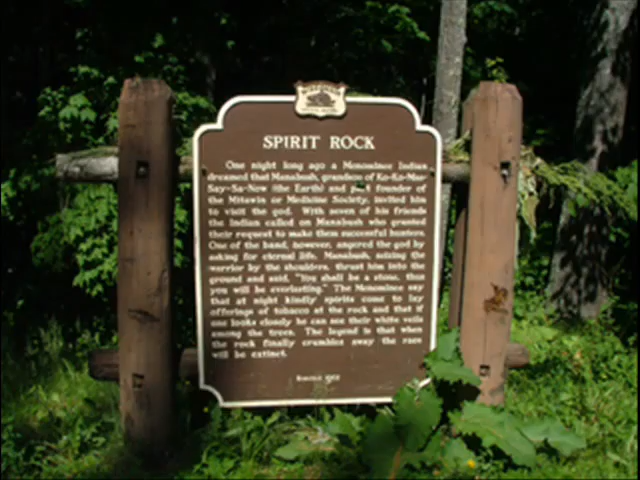 SPIRIT ROCK
One night long ago a Menominee Indian
dreamed that Manabush, grandson of Ko-Ko-Mas-
Say-Sa-Now (the Earth) and part founder of
the Mitawin or Medicine Society, invited him
to visit the god. With seven of his friends
the Indian called on Manabush who granted
their request to make them successful hunters.
One of the band, however, angered the god by
asking for eternal life. Manabush, seizing the
warrior by the shoulders, thrust him into the
ground and said, "You shall be a stone, thus
you will be everlasting." The Menominee say
that at night kindly spirits come to lay
offerings of tobacco at the rock and that if
one looks closely he can see their white veils
among the trees. The legend is that when
the rock finally crumbles away the race
will be extinct.